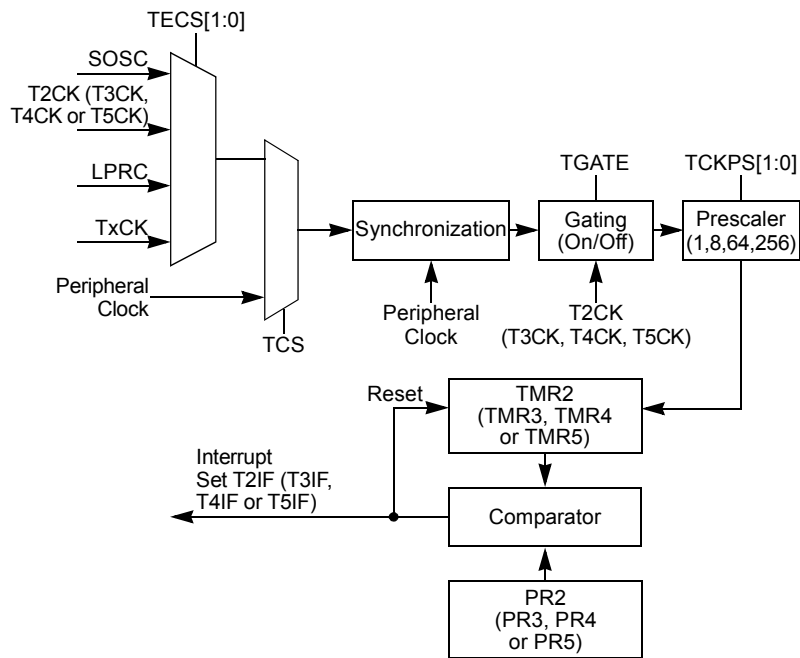 TECS[1:0]
SOSC
T2CK (T3CK,
T4CK or T5CK)
LPRC
TxCK
Peripheral
Clock
TCS
Synchronization
Peripheral
Clock
TGATE
Gating
(On/Off)
T2CK
(T3CK, T4CK, T5CK)
TCKPS[1:0]
Prescaler
(1,8,64,256)
Reset
TMR2
(TMR3, TMR4
or TMR5)
Interrupt
Set T2IF (T3IF,
T4IF or T5IF)
Comparator
PR2
(PR3, PR4
or PR5)